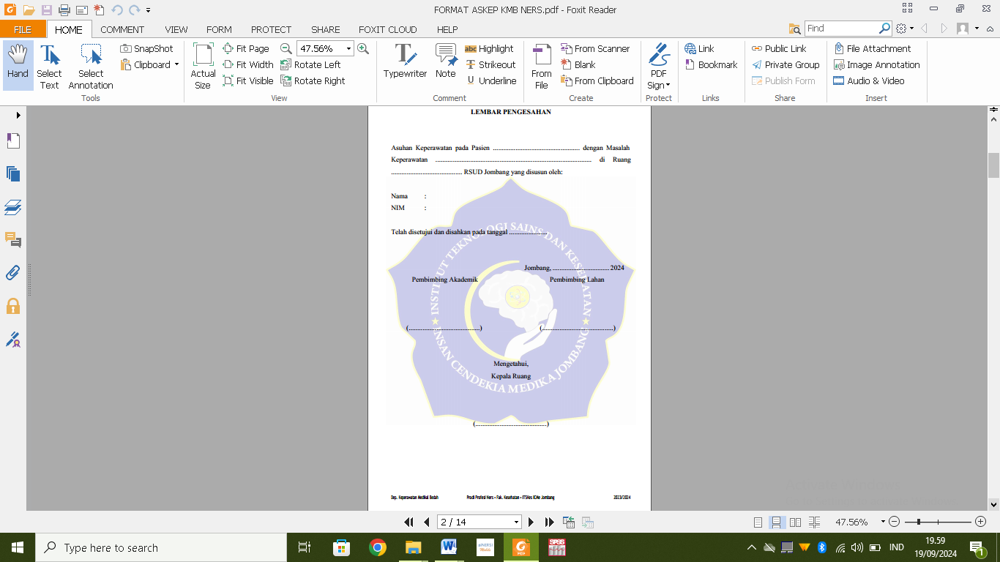 FORMAT ASKEP KMB NERS.pdf - Foxit Reader
FILE HOME COMMENT VIEW FORM PROTECT SHARE FOXIT CLOUD HELP Find
Hand
Select Text
Select Annotation
SnapShot
Clipboard
Tools
Actual Size
Fit Page
Fit Width
Fit Visible
47.56%
Rotate Left
Rotate Right
View
Typewriter
Note
Highlight
Strikeout
Underline
Comment
From File
From Scanner
Blank
From Clipboard
Create
PDF Sign
Protect
Link
Bookmark
Links
Public Link
Private Group
Publish Form
Share
File Attachment
Image Annotation
Audio & Video
Insert
LEMBAR PENGESAHAN
Asuhan Keperawatan pada Pasien .................................................. dengan Masalah
Keperawatan .......................................................................................... di Ruang
......................................... RSUD Jombang yang disusun oleh:
Nama :
NIM :
Telah disetujui dan disahkan pada tanggal ......................
Jombang, ................................. 2024
Pembimbing Akademik Pembimbing Lahan
(.........................................) (.........................................)
Mengetahui,
Kepala Ruang
(.........................................)
INSTITUT TEKNOLOGI SAINS DAN KESEHATAN
INSAN CENDEKIA MEDIKA JOMBANG
Dep. Keperawatan Medikal Bedah Prodi Profesi Ners • Fak. Kesehatan • ITSKes ICMe Jombang 2023/2024
2 / 14 47.56%
Type here to search
IND
19.59
19/09/2024
1